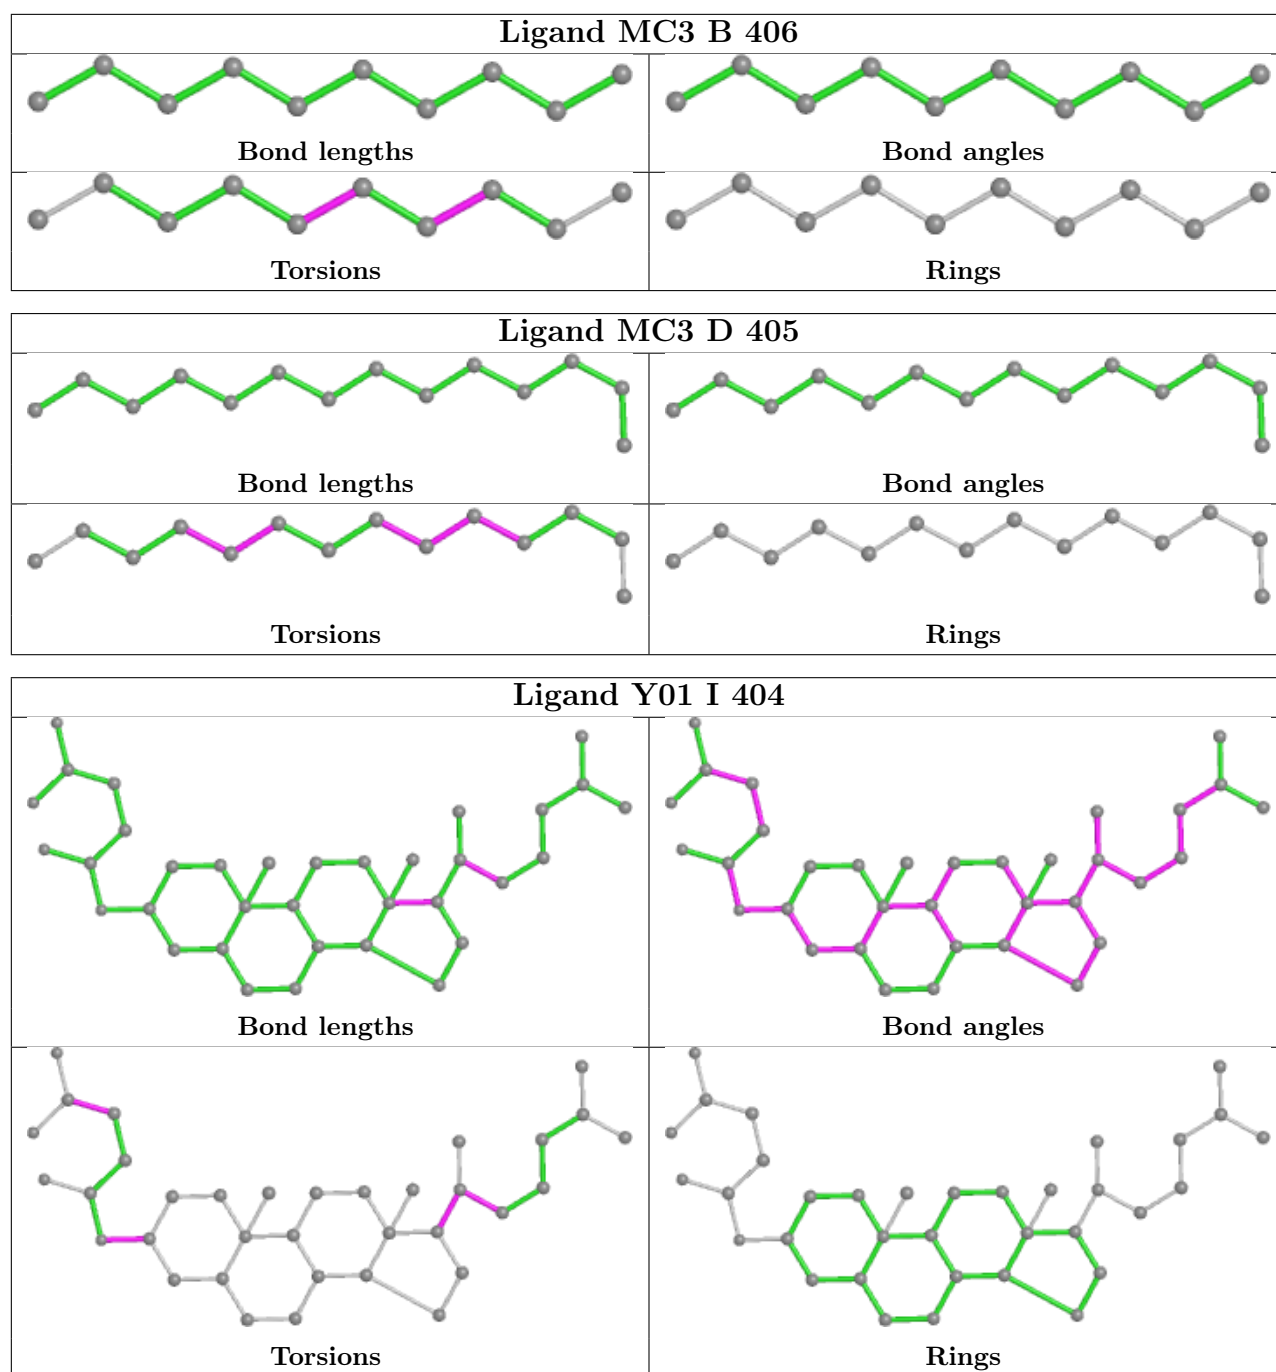 Ligand MC3 B 406
Bond lengths
Bond angles
Torsions
Rings
Ligand MC3 D 405
Bond lengths
Bond angles
Torsions
Rings
Ligand Y01 I 404
Bond lengths
Bond angles
Torsions
Rings